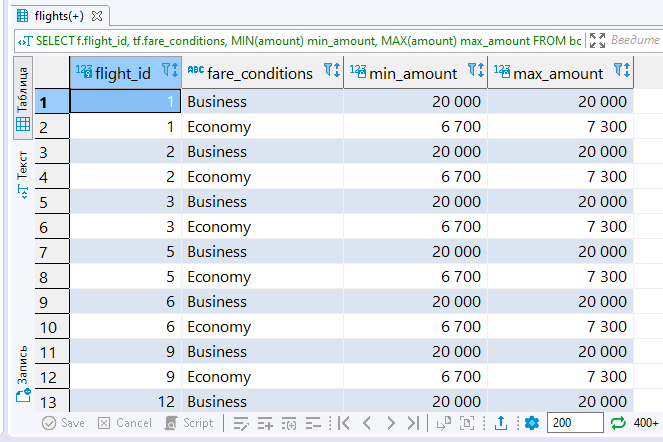 flights(+)
SELECT f.flight_id, tf.fare_conditions, MIN(amount) min_amount, MAX(amount) max_amount FROM bo
Введите
Таблица
Текст
Запись
123 flight_id ABC fare_conditions 123 min_amount 123 max_amount
1 1 Business 20 000 20 000
2 1 Economy 6 700 7 300
3 2 Business 20 000 20 000
4 2 Economy 6 700 7 300
5 3 Business 20 000 20 000
6 3 Economy 6 700 7 300
7 5 Business 20 000 20 000
8 5 Economy 6 700 7 300
9 6 Business 20 000 20 000
10 6 Economy 6 700 7 300
11 9 Business 20 000 20 000
12 9 Economy 6 700 7 300
13 12 Business 20 000 20 000
Save Cancel Script 200 400+